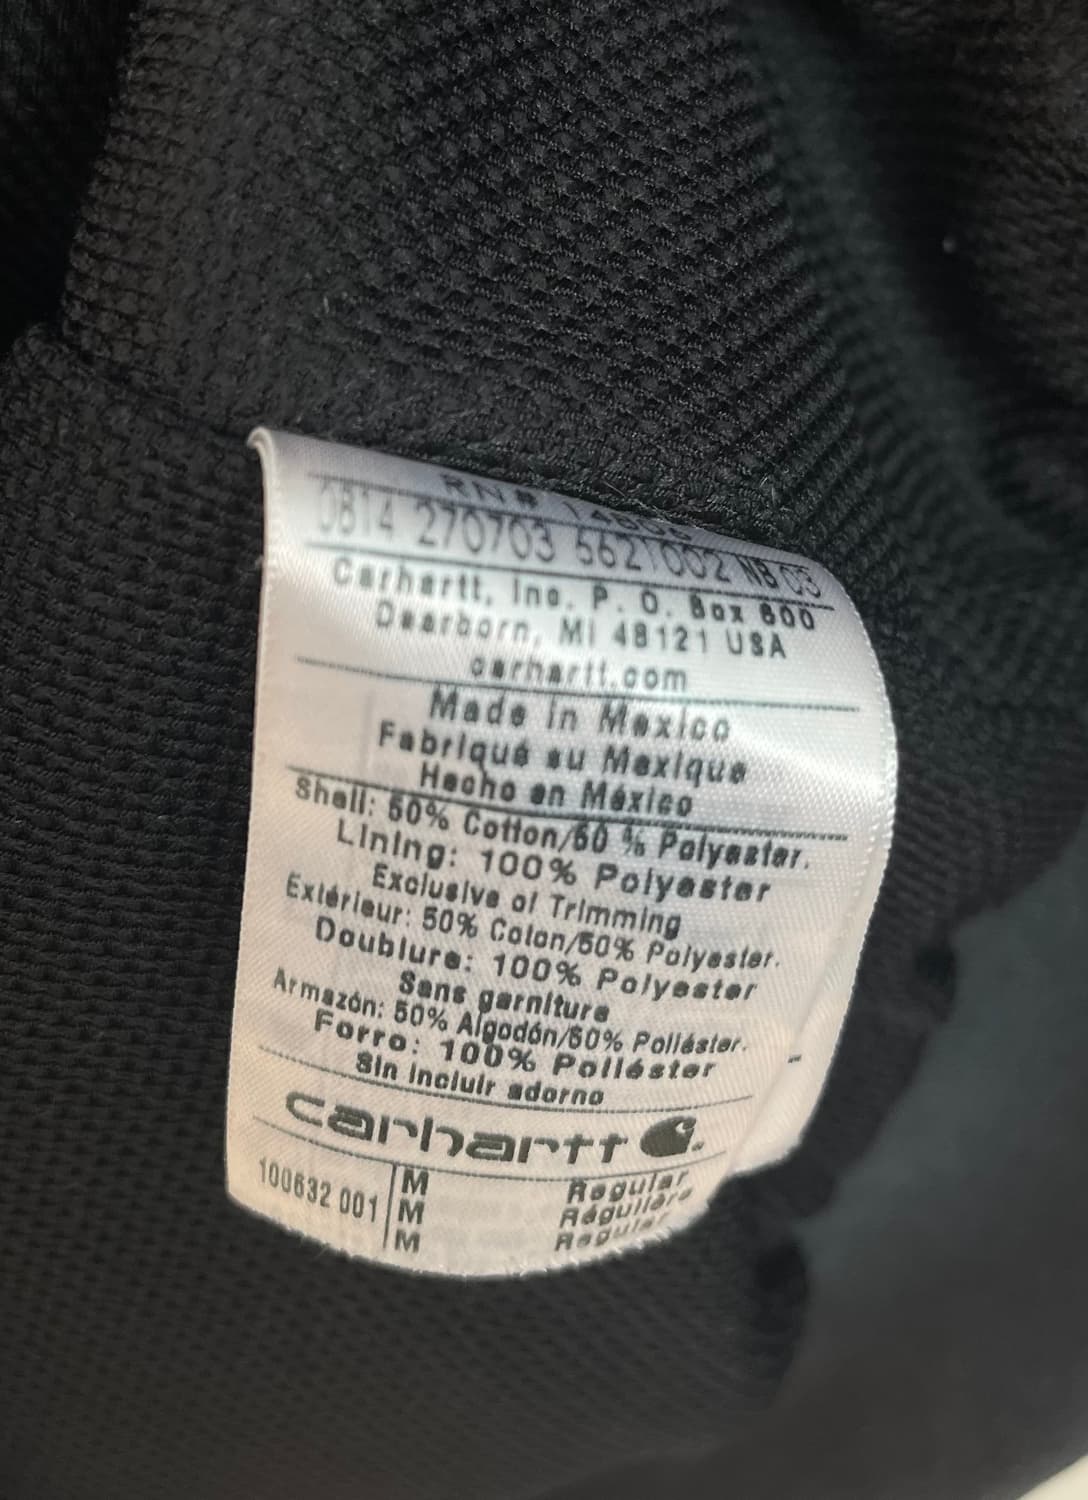 RN# 14806
0814 270703 5621002 NB 03
Carhartt, Inc. P. O. Box 600
Dearborn, MI 48121 USA
carhartt.com
Made in Mexico
Fabriqué au Mexique
Hecho en México
Shell: 50% Cotton/50 % Polyester.
Lining: 100% Polyester
Exclusive of Trimming
Extérieur: 50% Coton/50% Polyester.
Doublure: 100% Polyester
Sans garniture
Armazón: 50% Algodón/50% Poliéster.
Forro: 100% Poliéster
Sin incluir adorno
carhartt
100632 001 M Regular
M Régulière
M Regular